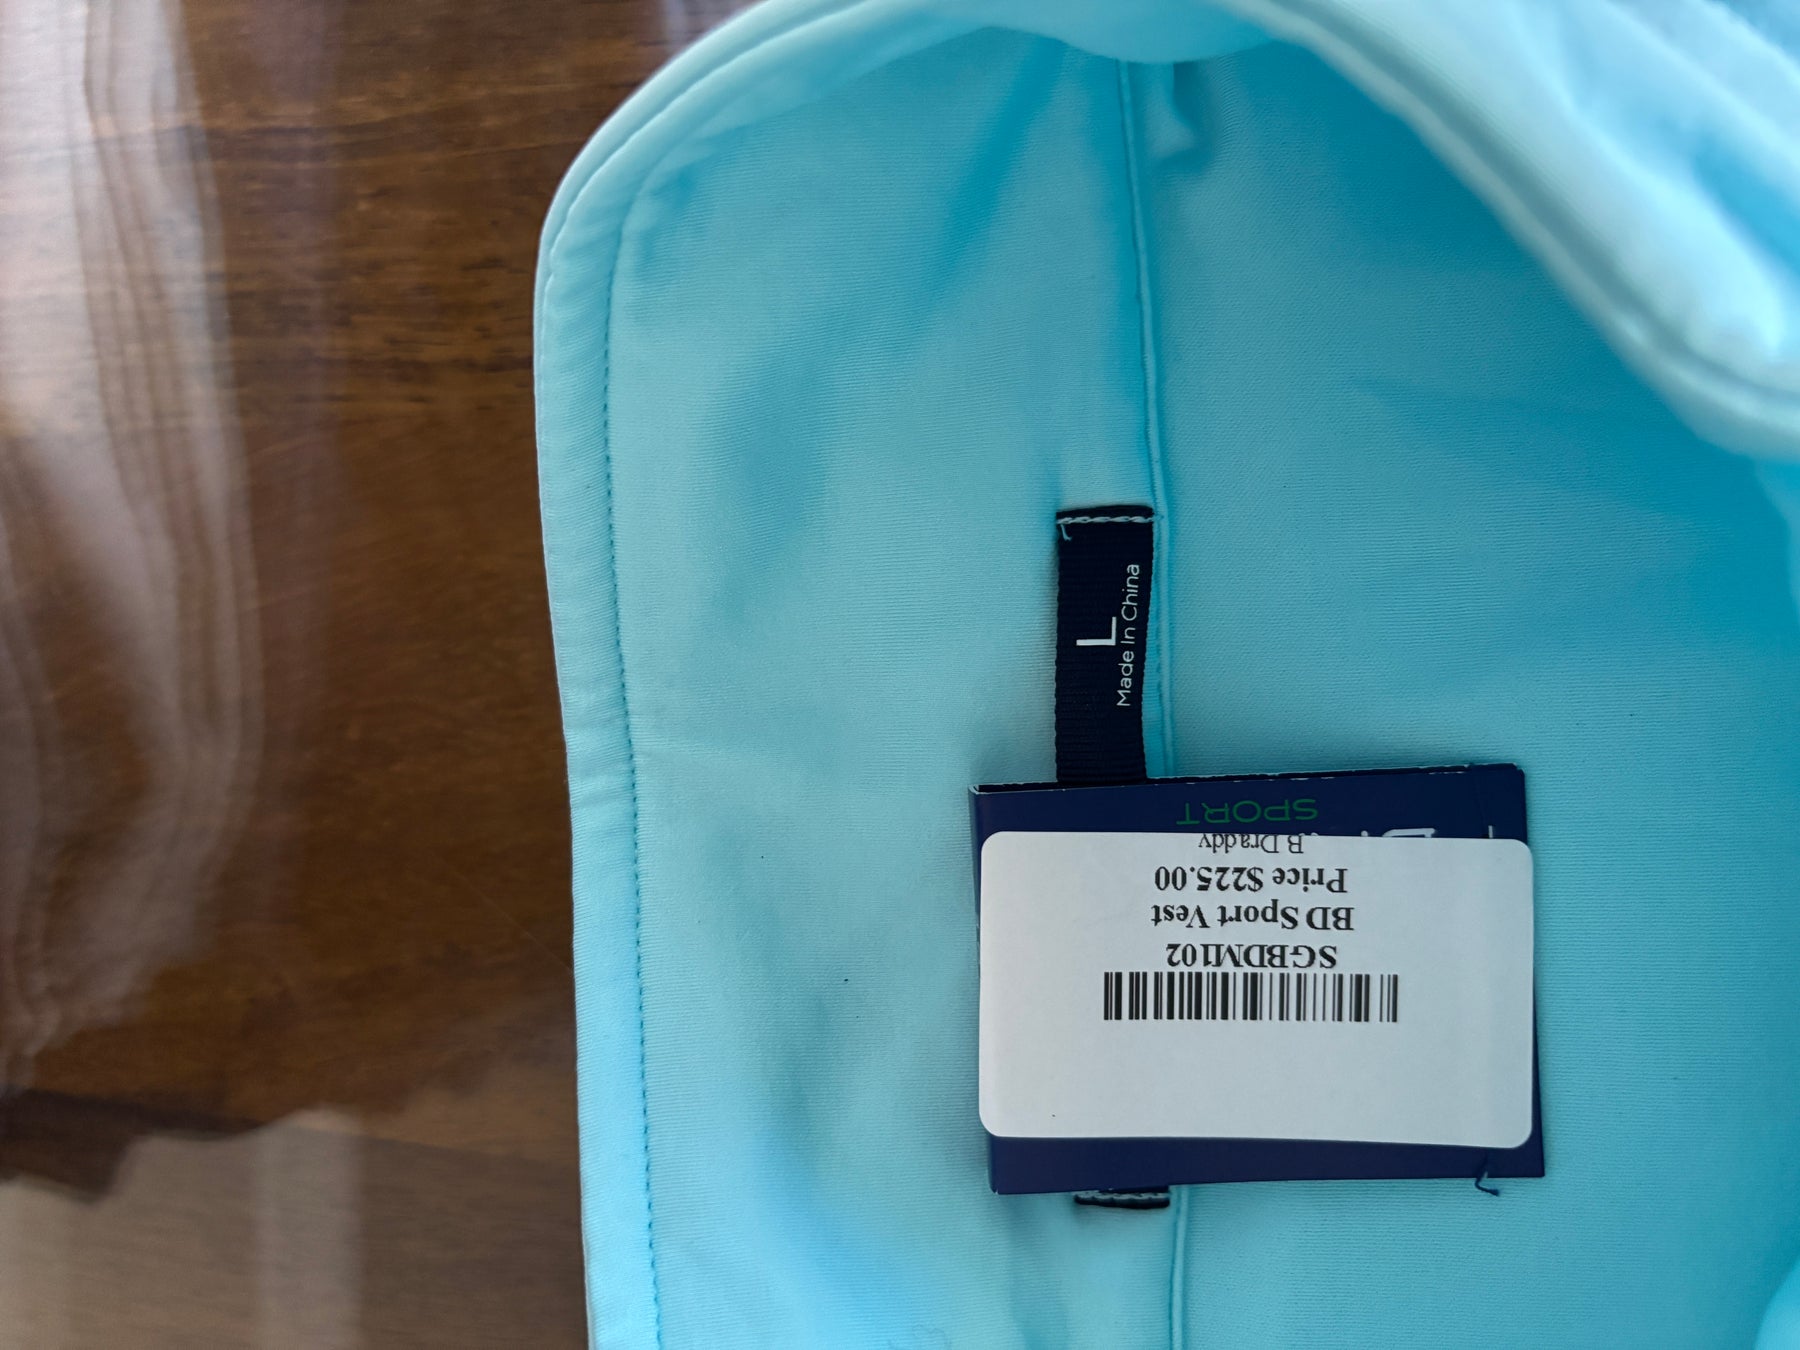 L
Made In China
SPORT
B Draddy
Price $225.00
BD Sport Vest
SGBDM102